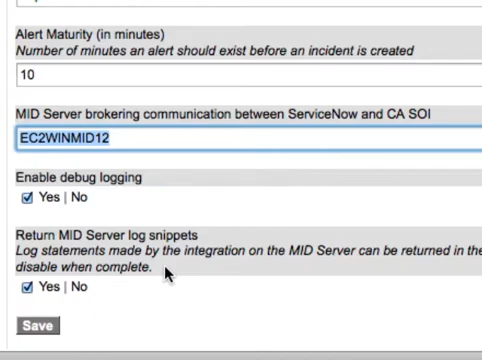 Alert Maturity (in minutes)
Number of minutes an alert should exist before an incident is created
10
MID Server brokering communication between ServiceNow and CA SOI
EC2WINMID12
Enable debug logging
Yes | No
Return MID Server log snippets
Log statements made by the integration on the MID Server can be returned in the
disable when complete.
Yes | No
Save